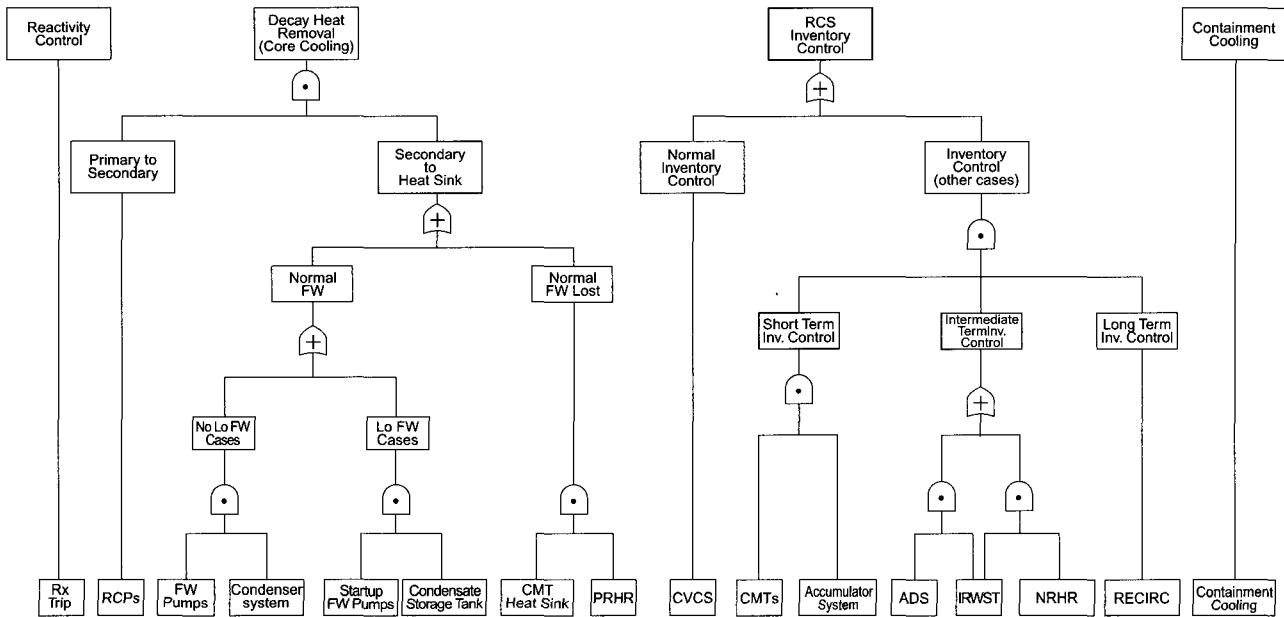 Reactivity
Control
Decay Heat
Removal
(Core Cooling)
RCS
Inventory
Control
Containment
Cooling
Primary to
Secondary
Secondary
to
Heat Sink
Normal
Inventory
Control
Inventory
Control
(other cases)
Normal
FW
Normal
FW Lost
Short Term
Inv. Control
Intermediate
TermInv.
Control
Long Term
Inv. Control
No Lo FW
Cases
Lo FW
Cases
Rx
Trip
RCPs
FW
Pumps
Condenser
system
Startup
FW Pumps
Condensate
Storage Tank
CMT
Heat Sink
PRHR
CVCS
CMTs
Accumulator
System
ADS
IRWST
NRHR
RECIRC
Containment
Cooling